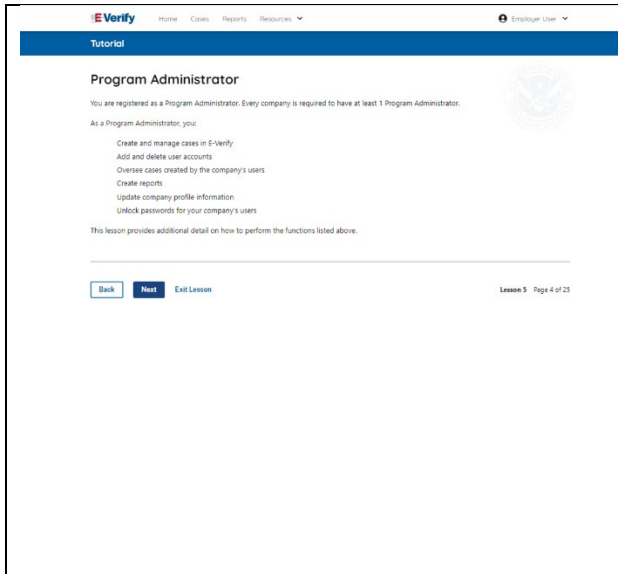 E-Verify Home Cases Reports Resources Employer User
Tutorial
Program Administrator
You are registered as a Program Administrator. Every company is required to have at least 1 Program Administrator.
As a Program Administrator, you:
Create and manage cases in E-Verify
Add and delete user accounts
Oversee cases created by the company's users
Create reports
Update company profile information
Unlock passwords for your company's users
This lesson provides additional detail on how to perform the functions listed above.
Back Next Exit Lesson Lesson 5 Page 4 of 25